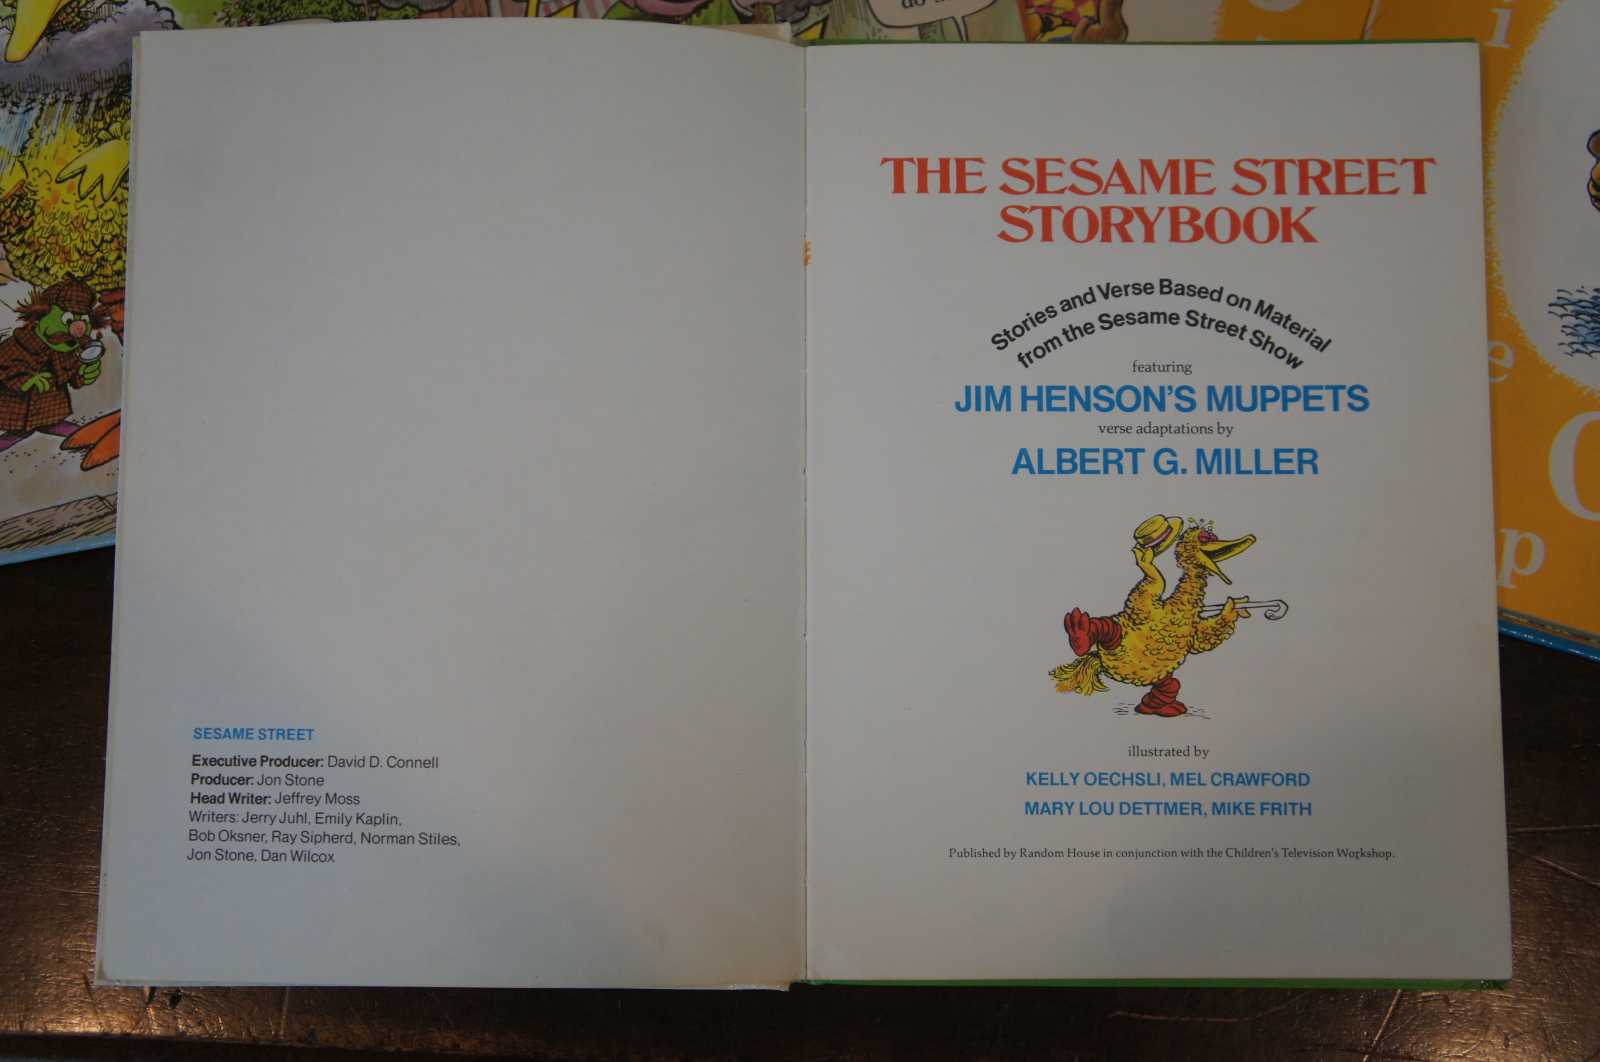 SESAME STREET
Executive Producer: David D. Connell
Producer: Jon Stone
Head Writer: Jeffrey Moss
Writers: Jerry Juhl, Emily Kaplin,
Bob Oksner, Ray Sipherd, Norman Stiles,
Jon Stone, Dan Wilcox
THE SESAME STREET
STORYBOOK
Stories and Verse Based on Material
from the Sesame Street Show
featuring
JIM HENSON'S MUPPETS
verse adaptations by
ALBERT G. MILLER
illustrated by
KELLY OECHSLI, MEL CRAWFORD
MARY LOU DETTMER, MIKE FRITH
Published by Random House in conjunction with the Children's Television Workshop.
i
e
p